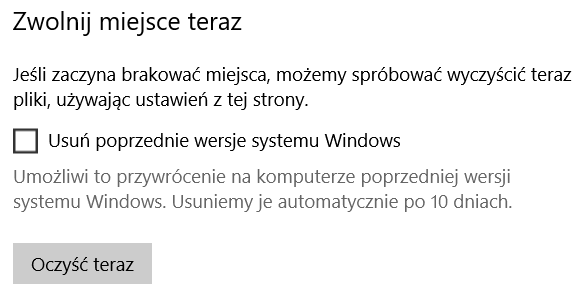 Zwolnij miejsce teraz
Jeśli zaczyna brakować miejsca, możemy spróbować wyczyścić teraz
pliki, używając ustawień z tej strony.
Usuń poprzednie wersje systemu Windows
Umożliwi to przywrócenie na komputerze poprzedniej wersji
systemu Windows. Usuniemy je automatycznie po 10 dniach.
Oczyść teraz